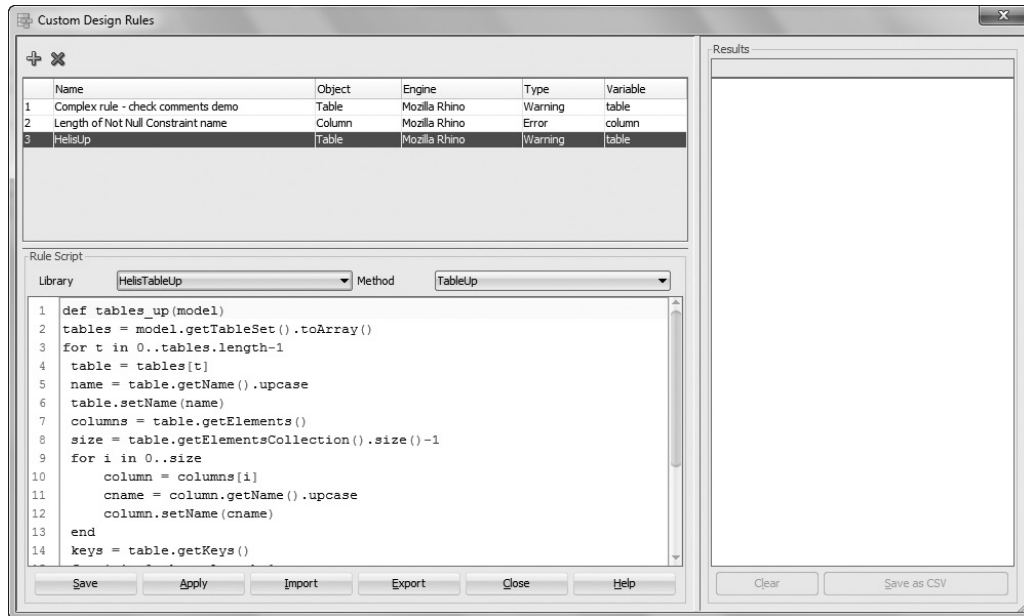 Custom Design Rules
Name Object Engine Type Variable
1 Complex rule - check comments demo Table Mozilla Rhino Warning table
2 Length of Not Null Constraint name Column Mozilla Rhino Error column
3 HelisUp Table Mozilla Rhino Warning table
Rule Script
Library HelisTableUp Method TableUp
1 def tables_up(model)
2 tables = model.getTableSet().toArray()
3 for t in 0..tables.length-1
4 table = tables[t]
5 name = table.getName().upcase
6 table.setName(name)
7 columns = table.getElements()
8 size = table.getElementsCollection().size()-1
9 for i in 0..size
10 column = columns[i]
11 cname = column.getName().upcase
12 column.setName(cname)
13 end
14 keys = table.getKeys()
Save Apply Import Export Close Help
Results
Clear Save as CSV